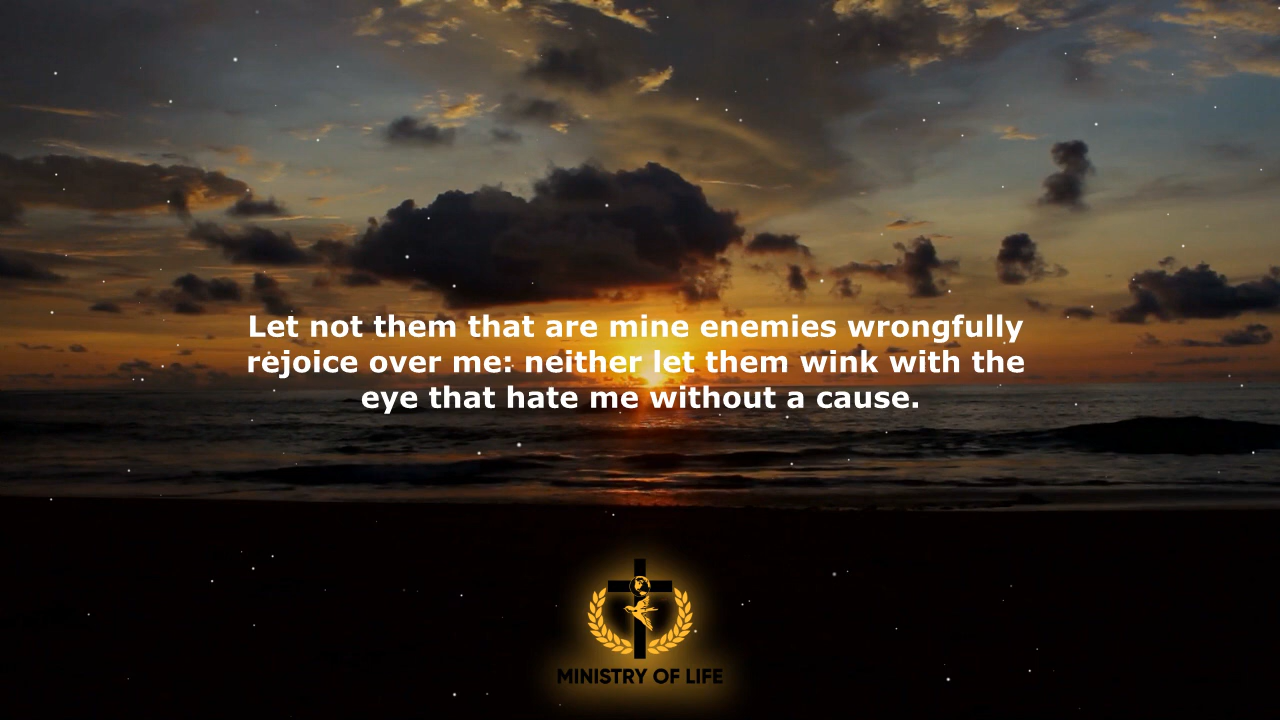 Let not them that are mine enemies wrongfully
rejoice over me: neither let them wink with the
eye that hate me without a cause.
MINISTRY OF LIFE